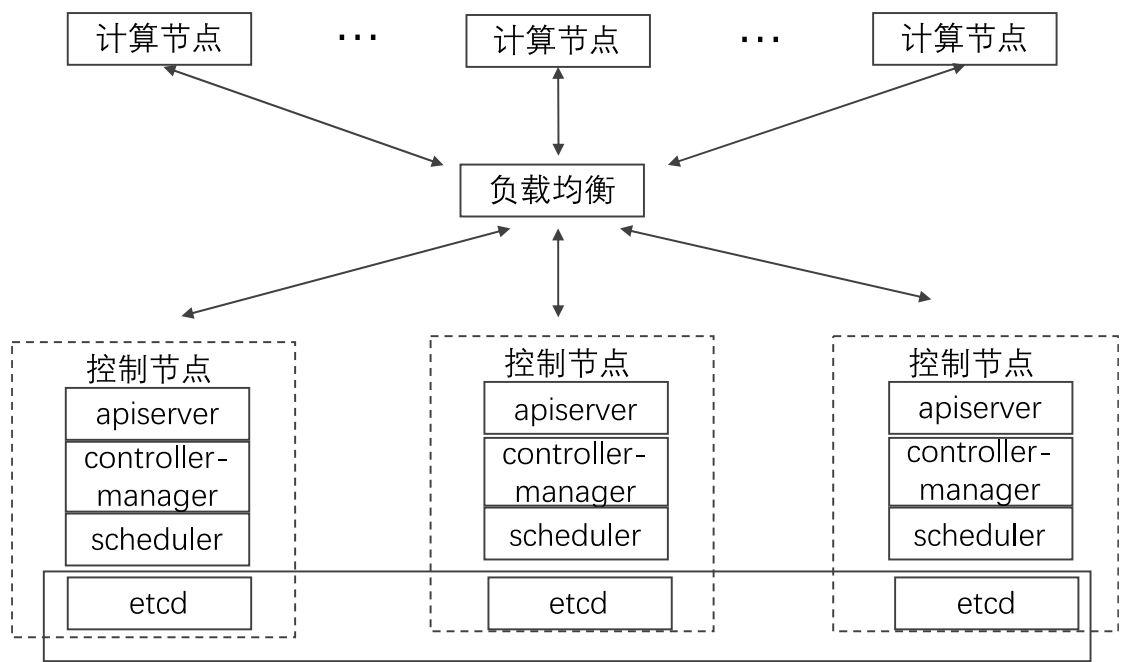 计算节点
...
计算节点
...
计算节点
负载均衡
控制节点
apiserver
controller-
manager
scheduler
etcd
控制节点
apiserver
controller-
manager
scheduler
etcd
控制节点
apiserver
controller-
manager
scheduler
etcd